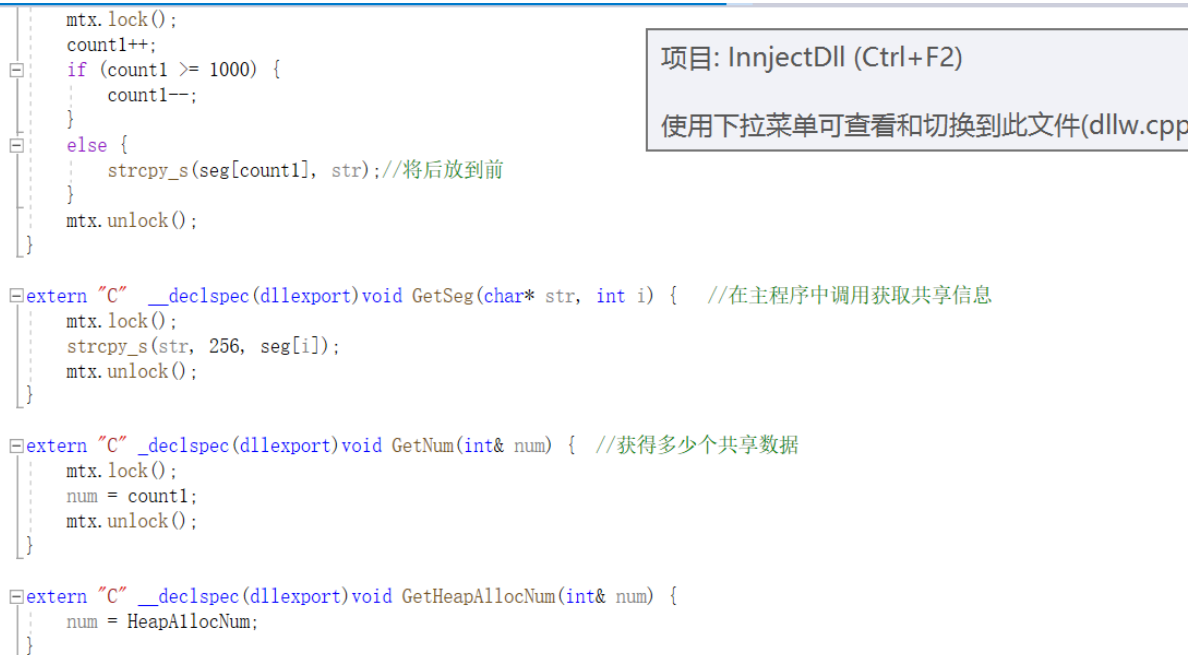 mtx.lock();
count1++;
if (count1 >= 1000) {
count1--;
}
else {
strcpy_s(seg[count1], str);//将后放到前
}
mtx.unlock();
}
项目: InnjectDll (Ctrl+F2)
使用下拉菜单可查看和切换到此文件(dllw.cpp
extern "C"  __declspec(dllexport)void GetSeg(char* str, int i) {   //在主程序中调用获取共享信息
mtx.lock();
strcpy_s(str, 256, seg[i]);
mtx.unlock();
}
extern "C" _declspec(dllexport)void GetNum(int& num) {  //获得多少个共享数据
mtx.lock();
num = count1;
mtx.unlock();
}
extern "C" __declspec(dllexport)void GetHeapAllocNum(int& num) {
num = HeapAllocNum;
}